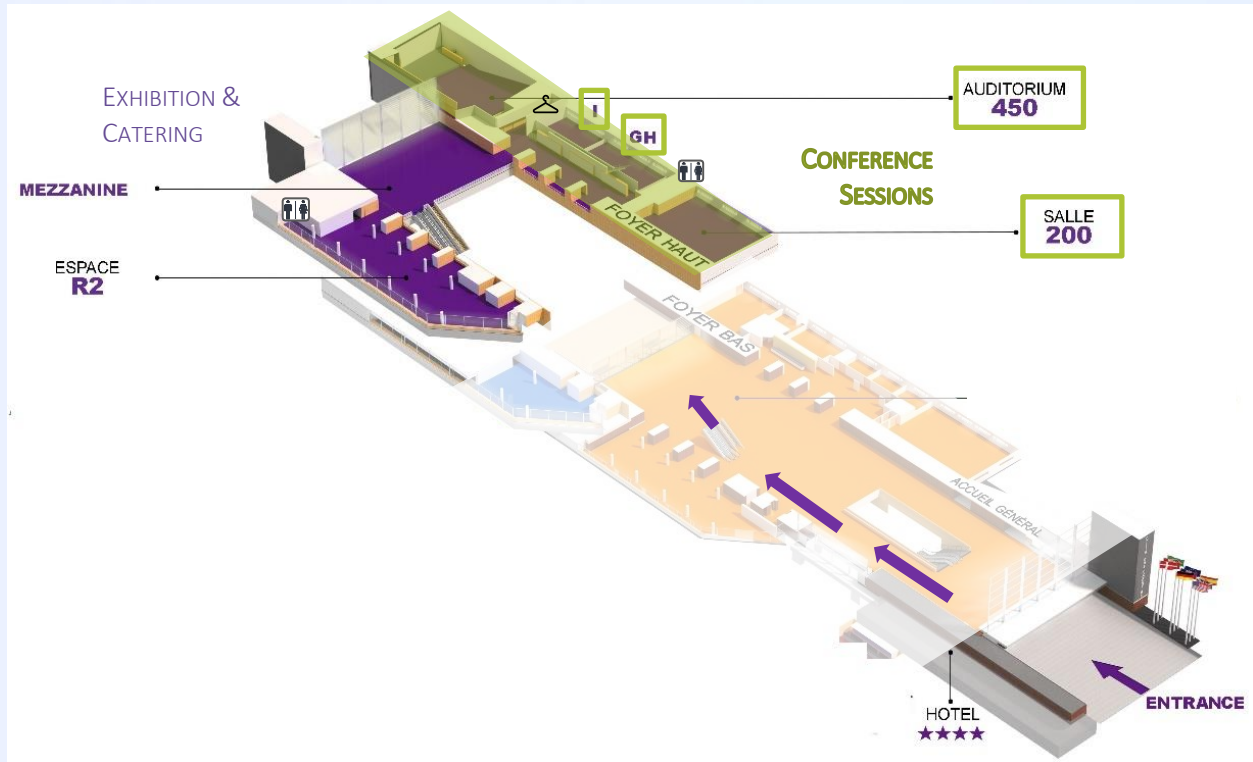 EXHIBITION &
CATERING
MEZZANINE
ESPACE
R2
I
GH
AUDITORIUM
450
CONFERENCE
SESSIONS
SALLE
200
FOYER HAUT
FOYER BAS
ACCUEIL GÉNÉRAL
ENTRANCE
HOTEL
★★★★